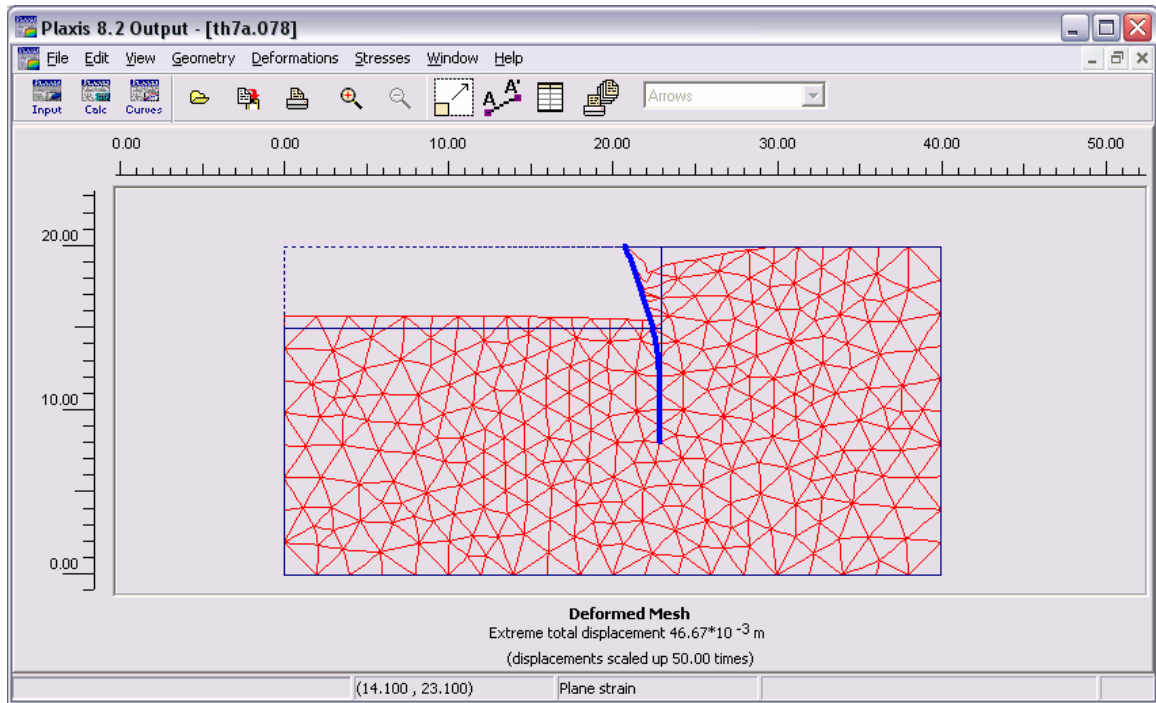 Plaxis 8.2 Output - [th7a.078]
File Edit View Geometry Deformations Stresses Window Help
Input Calc Curves A A' Arrows
0.00 0.00 10.00 20.00 30.00 40.00 50.00
20.00
10.00
0.00
Deformed Mesh
Extreme total displacement 46.67*10 -3 m
(displacements scaled up 50.00 times)
(14.100 , 23.100) Plane strain